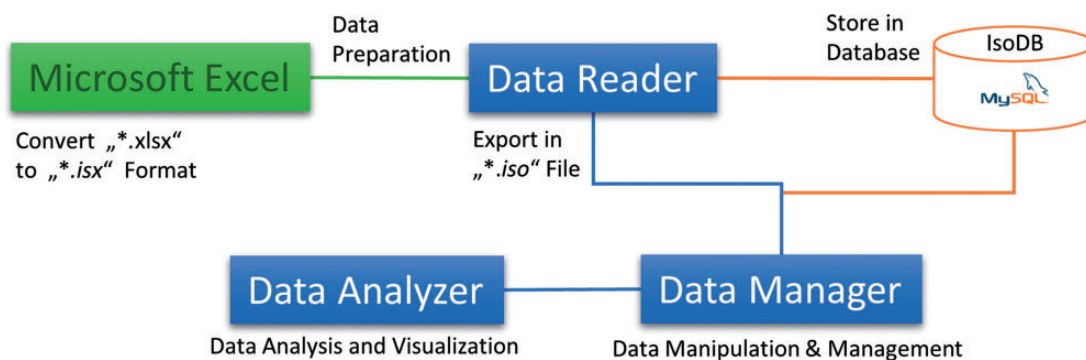 Data
Preparation
Store in
Database
IsoDB
MySQL
Microsoft Excel
Data Reader
Convert „*.xlsx“
to „*.isx“ Format
Export in
„*.iso“ File
Data Analyzer
Data Manager
Data Analysis and Visualization
Data Manipulation & Management